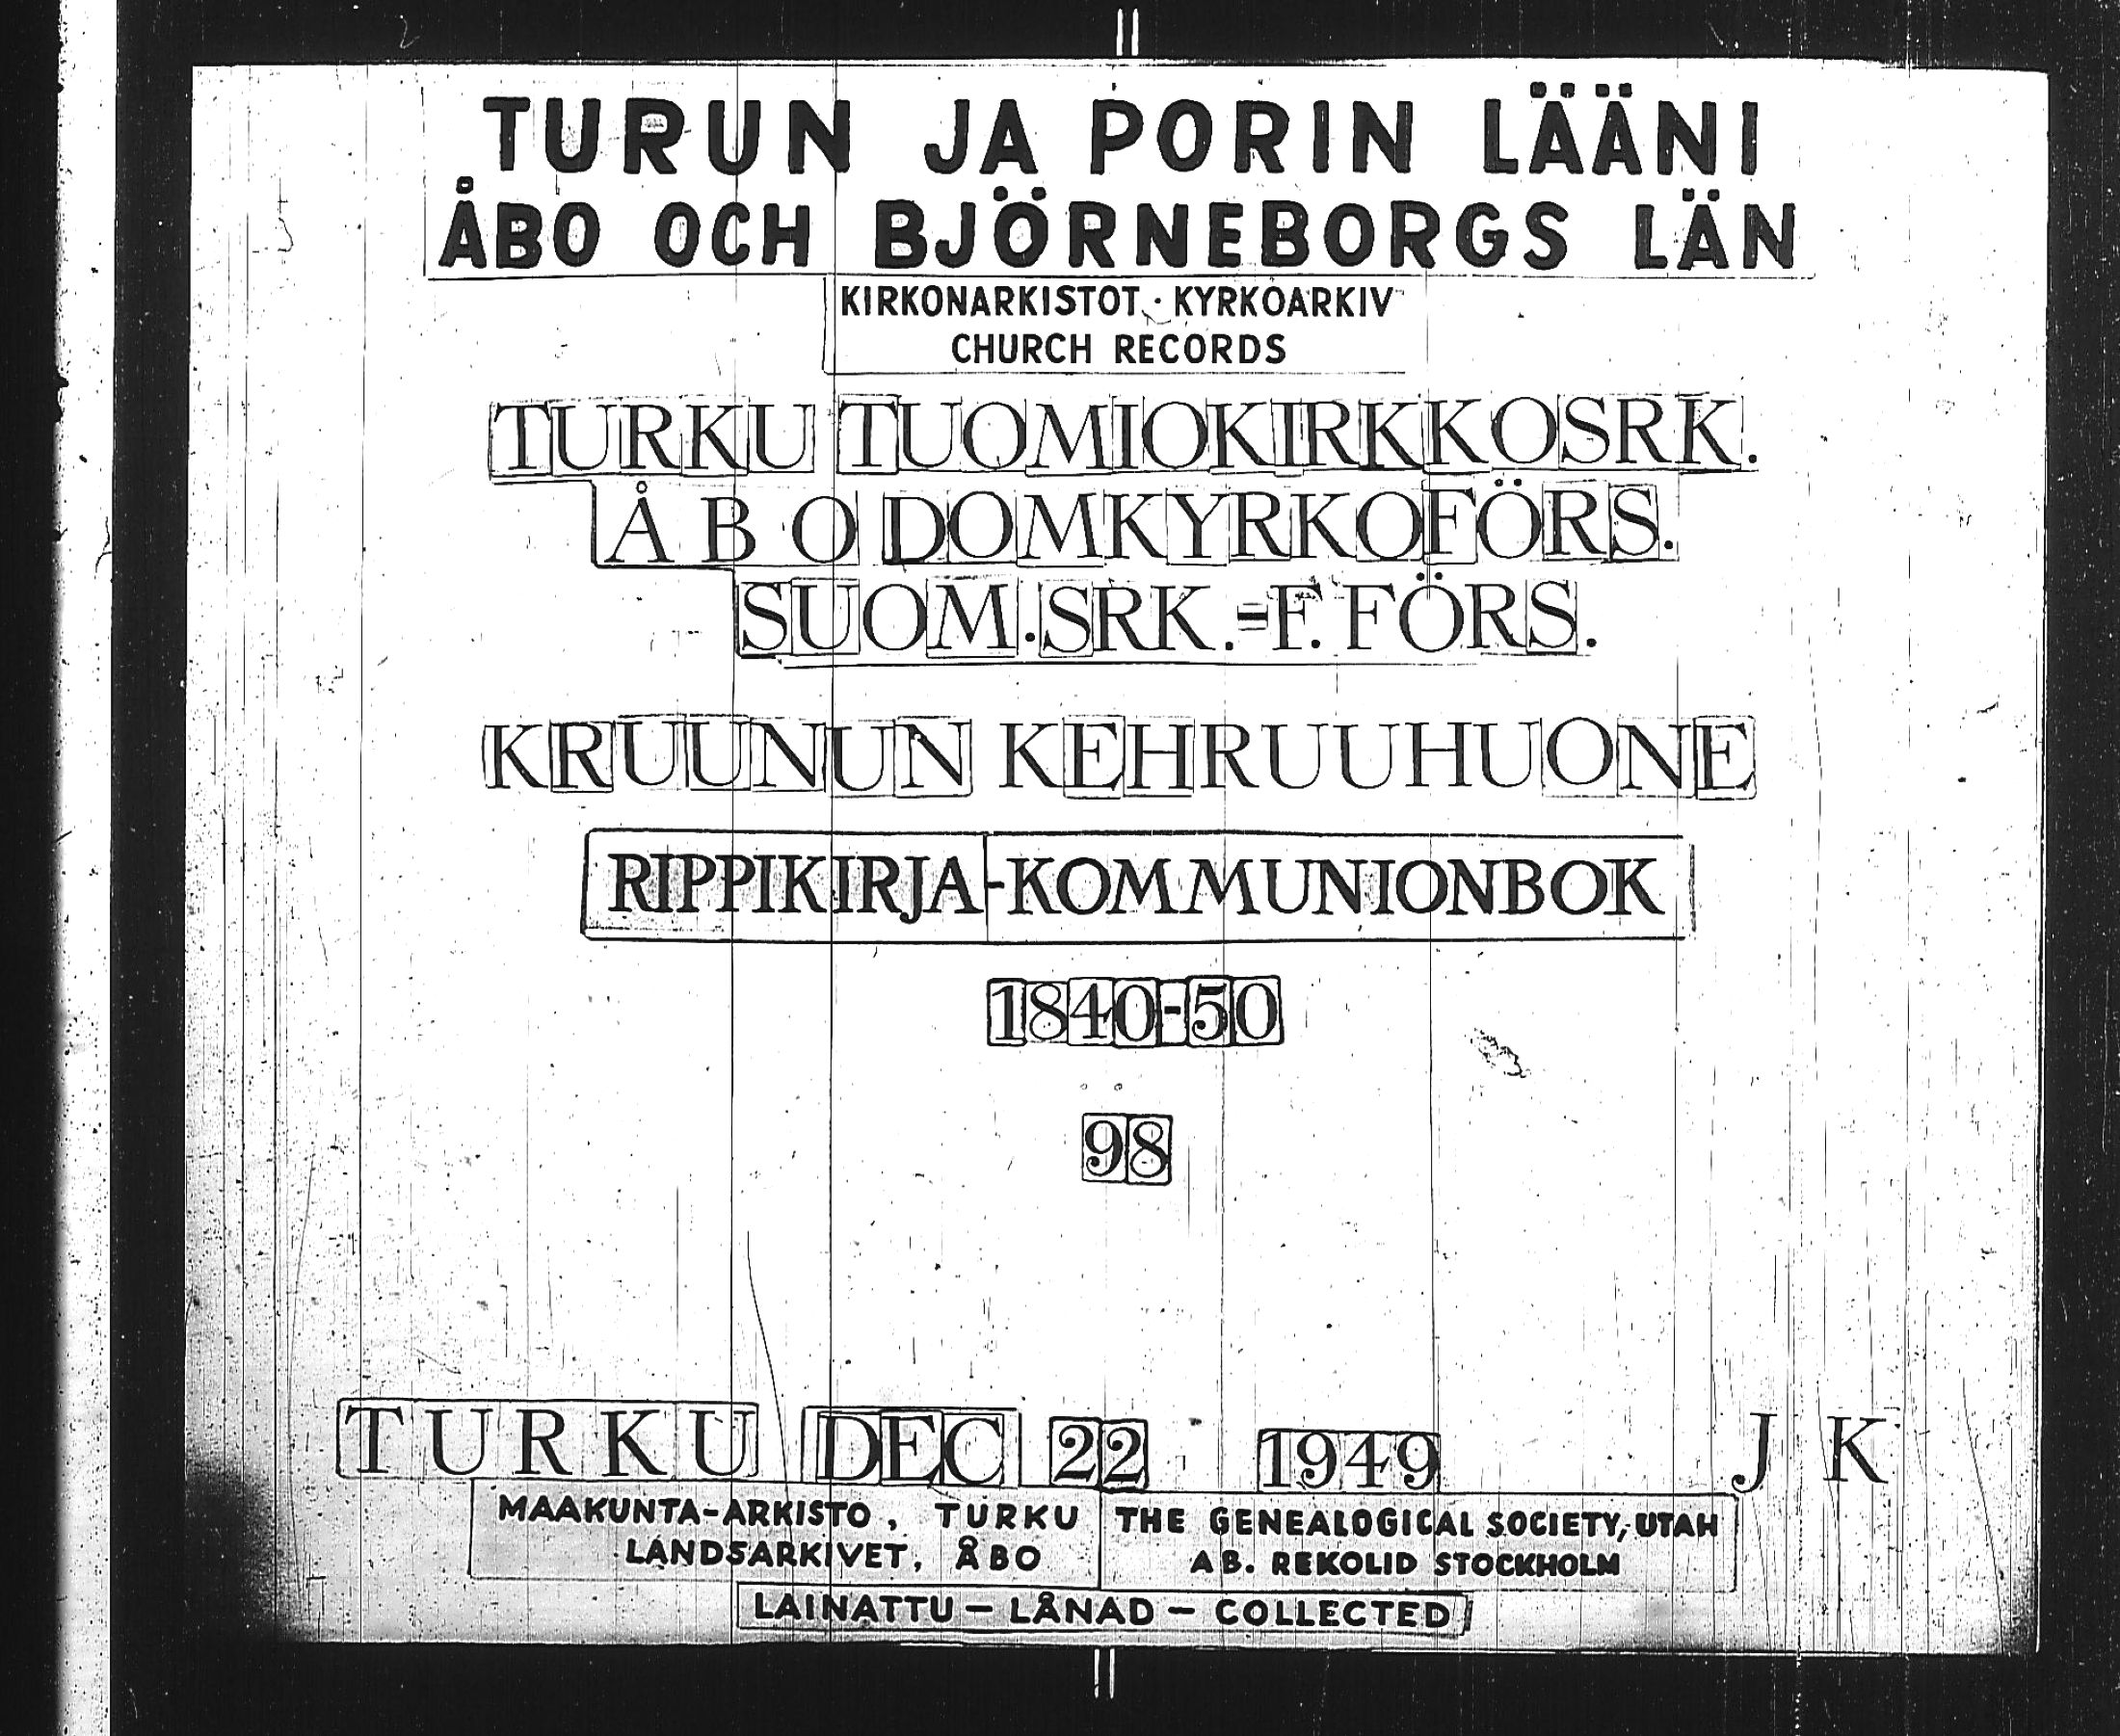 TURUN JA PORIN LÄÄNI
ÅBO OCH BJÖRNEBORGS LÄN
KIRKONARKISTOT · KYRKOARKIV
CHURCH RECORDS
TURKU TUOMIOKIRKKOSRK.
ÅBO DOMKYRKOFÖRS.
SUOM.SRK.=F.FÖRS.
KRUUNUN KEHRUUHUONE
RIPPIKIRJA-KOMMUNIONBOK
1840-50
98
TURKU DEC 22 1949 J K
MAAKUNTA-ARKISTO, TURKU
LANDSARKIVET, ÅBO
THE GENEALOGICAL SOCIETY, UTAH
AB. REKOLID STOCKHOLM
LAINATTU – LÅNAD – COLLECTED